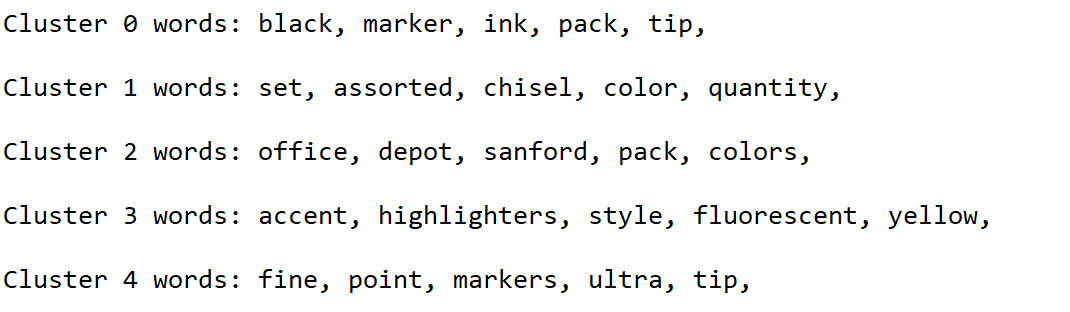 Cluster 0 words: black, marker, ink, pack, tip,
Cluster 1 words: set, assorted, chisel, color, quantity,
Cluster 2 words: office, depot, sanford, pack, colors,
Cluster 3 words: accent, highlighters, style, fluorescent, yellow,
Cluster 4 words: fine, point, markers, ultra, tip,